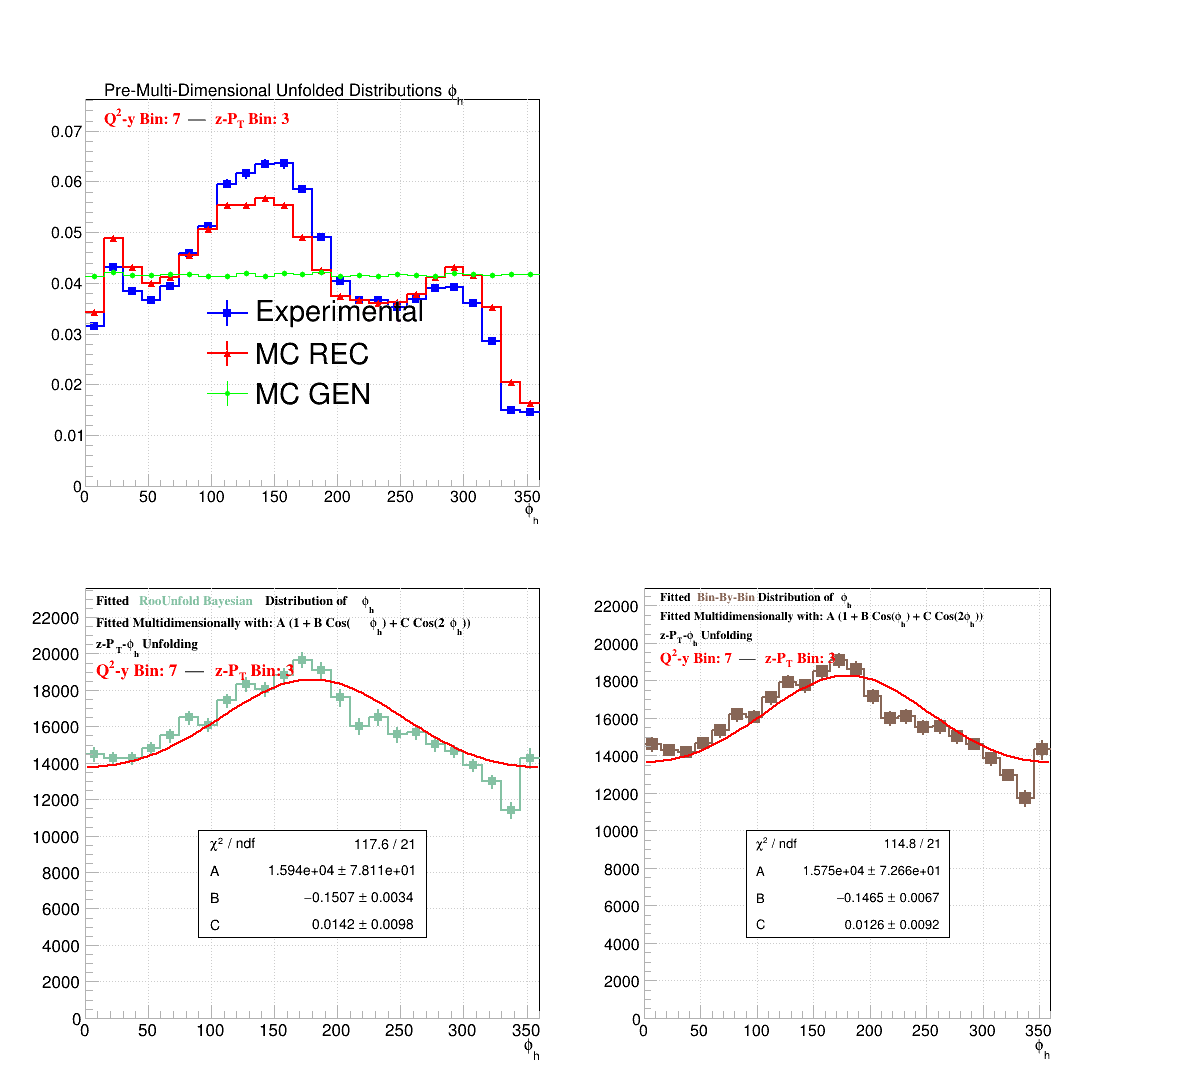 Pre-Multi-Dimensional Unfolded Distributions ϕh
Q²-y Bin: 7 — z-PT Bin: 3
0.07
0.06
0.05
0.04
0.03
0.02
0.01
0
Experimental
MC REC
MC GEN
0 50 100 150 200 250 300 350
ϕh
Fitted RooUnfold Bayesian Distribution of ϕh
Fitted Multidimensionally with: A (1 + B Cos(ϕh) + C Cos(2 ϕh))
z-PT-ϕh Unfolding
Q²-y Bin: 7 — z-PT Bin: 3
22000
20000
18000
16000
14000
12000
10000
8000
6000
4000
2000
0
χ² / ndf 117.6 / 21
A 1.594e+04 ± 7.811e+01
B −0.1507 ± 0.0034
C 0.0142 ± 0.0098
0 50 100 150 200 250 300 350
ϕh
Fitted Bin-By-Bin Distribution of ϕh
Fitted Multidimensionally with: A (1 + B Cos(ϕh) + C Cos(2ϕh))
z-PT-ϕh Unfolding
Q²-y Bin: 7 — z-PT Bin: 3
22000
20000
18000
16000
14000
12000
10000
8000
6000
4000
2000
0
χ² / ndf 114.8 / 21
A 1.575e+04 ± 7.266e+01
B −0.1465 ± 0.0067
C 0.0126 ± 0.0092
0 50 100 150 200 250 300 350
ϕh